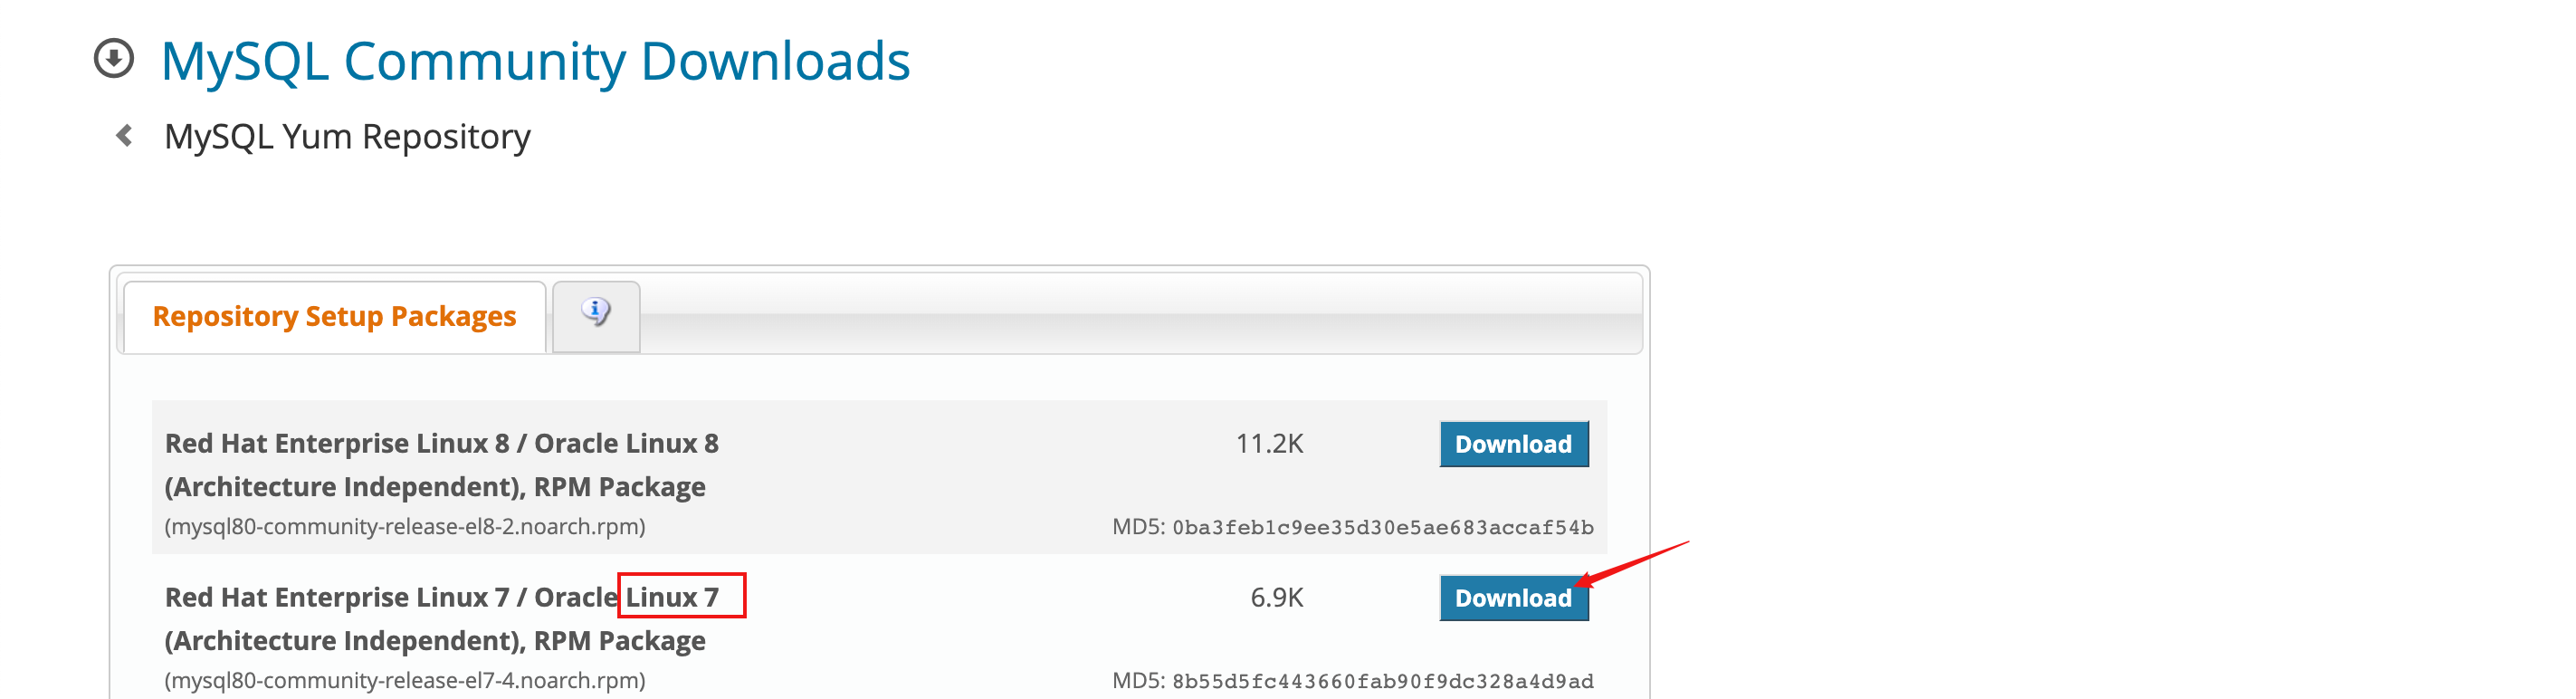 MySQL Community Downloads
MySQL Yum Repository
Repository Setup Packages
Red Hat Enterprise Linux 8 / Oracle Linux 8 11.2K Download
(Architecture Independent), RPM Package
(mysql80-community-release-el8-2.noarch.rpm) MD5: 0ba3feb1c9ee35d30e5ae683accaf54b
Red Hat Enterprise Linux 7 / Oracle Linux 7 6.9K Download
(Architecture Independent), RPM Package
(mysql80-community-release-el7-4.noarch.rpm) MD5: 8b55d5fc443660fab90f9dc328a4d9ad